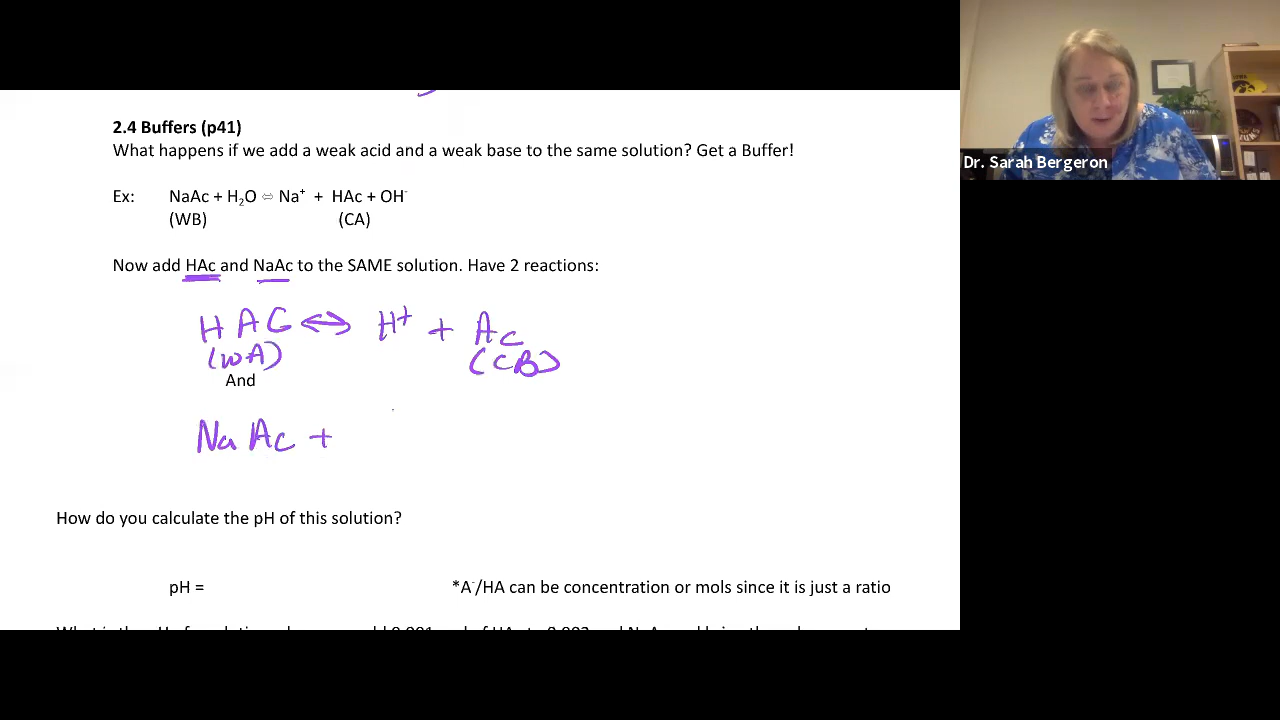 2.4 Buffers (p41)
What happens if we add a weak acid and a weak base to the same solution? Get a Buffer!
Ex: NaAc + H₂O ⇔ Na⁺ + HAc + OH⁻
(WB) (CA)
Now add HAc and NaAc to the SAME solution. Have 2 reactions:
HAC ⇔ H⁺ + Ac
(WA) (CB)
And
NaAc +
How do you calculate the pH of this solution?
pH = *A⁻/HA can be concentration or mols since it is just a ratio
Dr. Sarah Bergeron